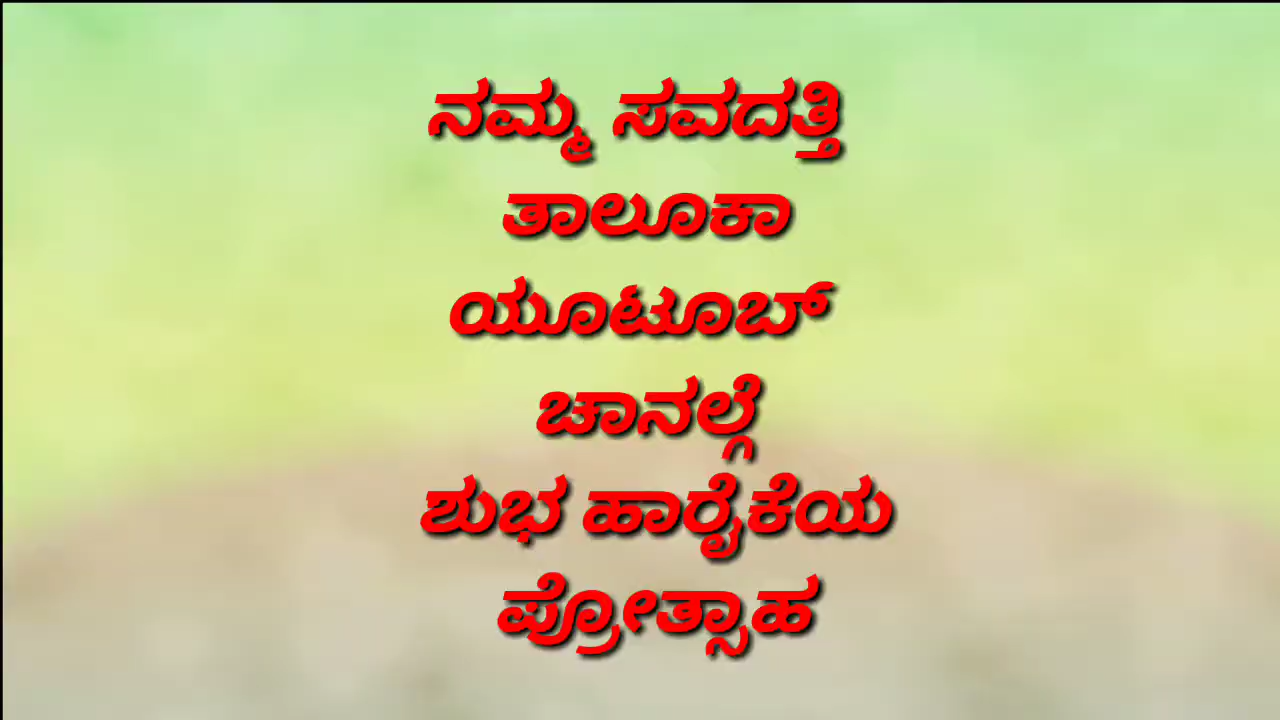 ನಮ್ಮ ಸವದತ್ತಿ
ತಾಲೂಕಾ
ಯೂಟೂಬ್
ಚಾನಲ್ಗೆ
ಶುಭ ಹಾರೈಕೆಯ
ಪ್ರೋತ್ಸಾಹ